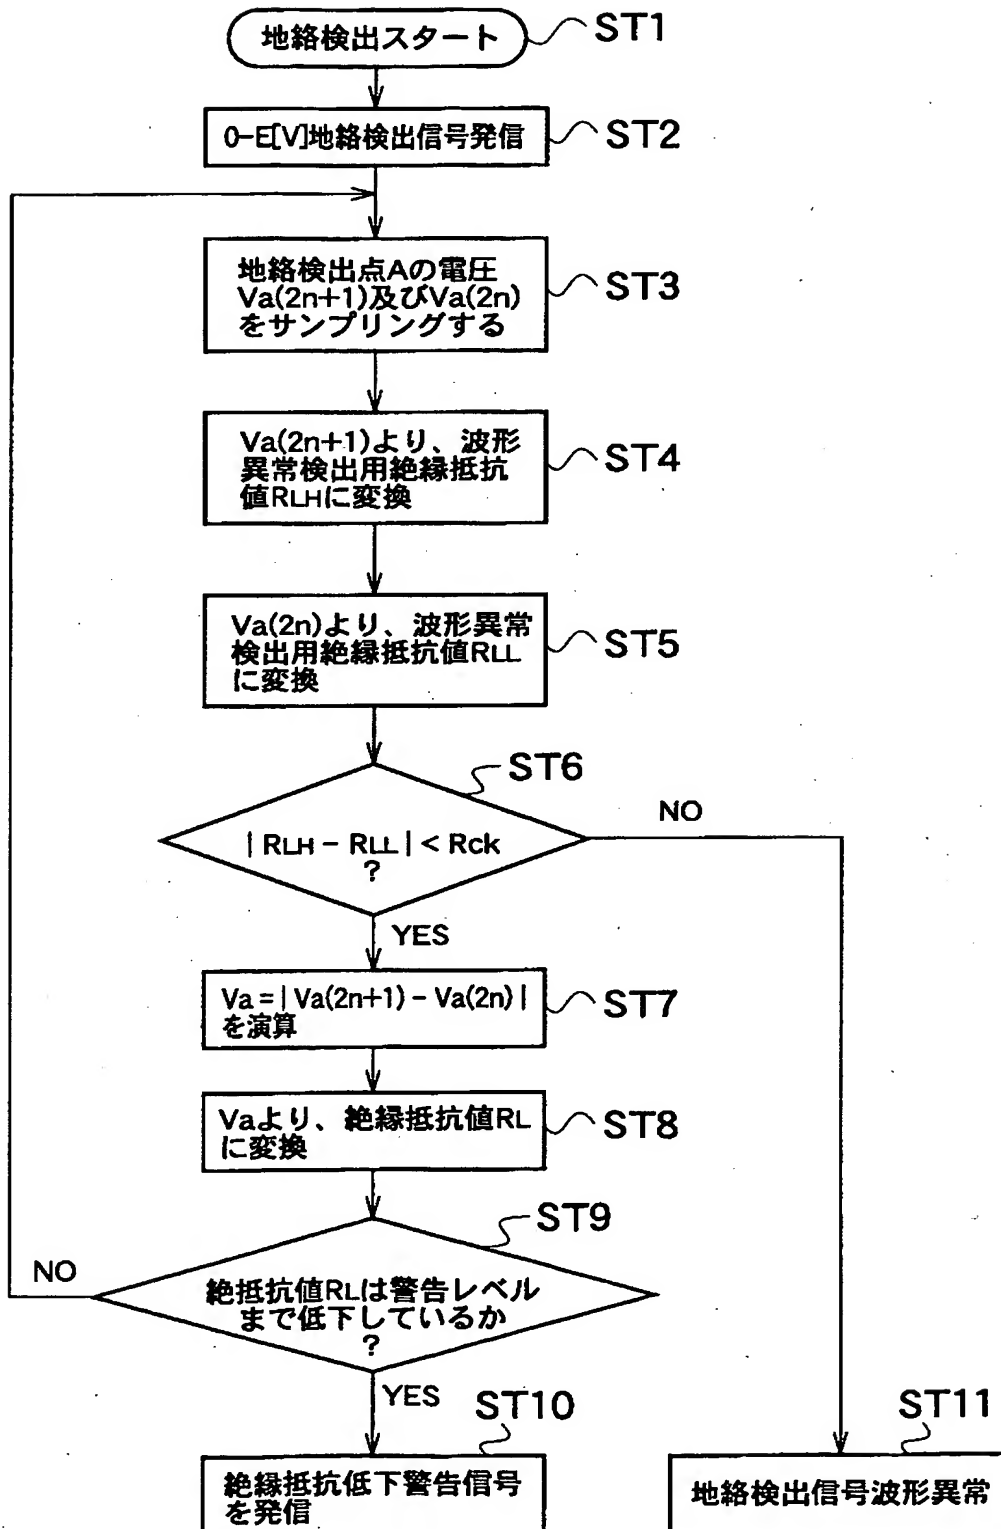 地絡検出スタート
ST1
0-E[V]地絡検出信号発信
ST2
地絡検出点Aの電圧
Va(2n+1)及びVa(2n)
をサンプリングする
ST3
Va(2n+1)より、波形
異常検出用絶縁抵抗
値RLHに変換
ST4
Va(2n)より、波形異常
検出用絶縁抵抗値RLL
に変換
ST5
ST6
| RLH - RLL | < Rck
?
NO
YES
Va = | Va(2n+1) - Va(2n) |
を演算
ST7
Vaより、絶縁抵抗値RL
に変換
ST8
ST9
NO
絶抵抗値RLは警告レベル
まで低下しているか
?
YES
ST10
絶縁抵抗低下警告信号
を発信
ST11
地絡検出信号波形異常